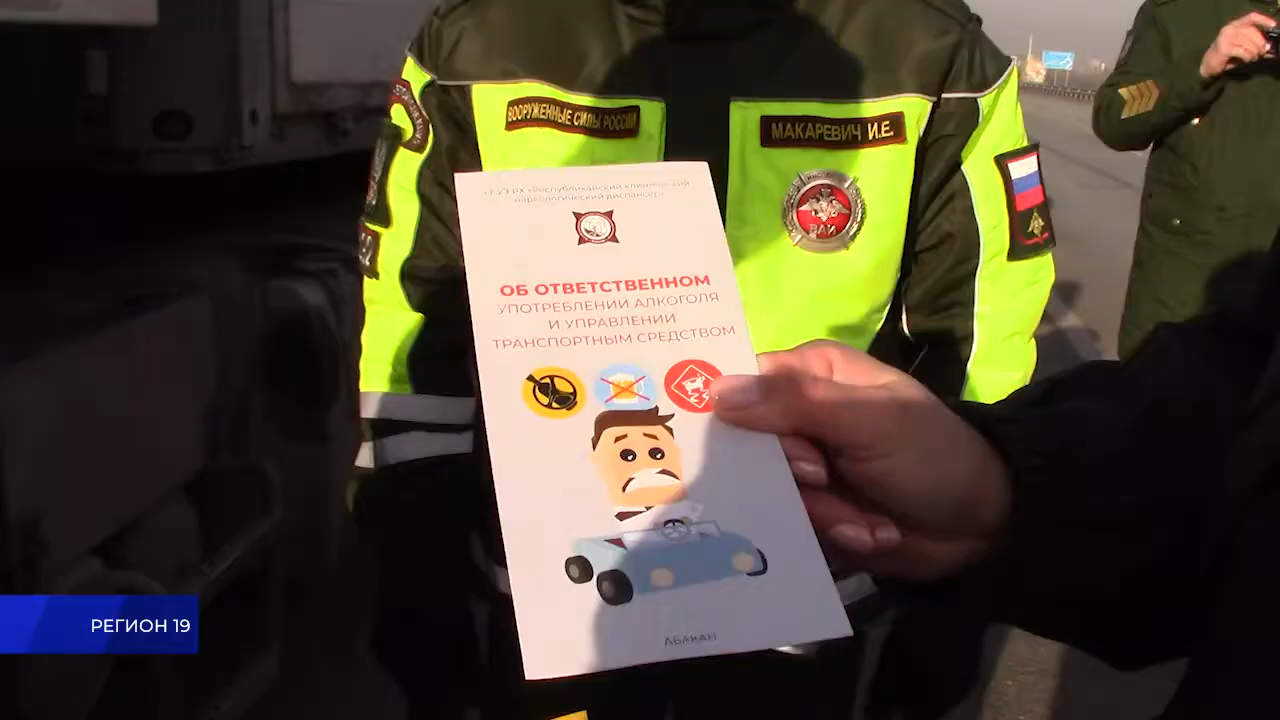 ВООРУЖЕННЫЕ СИЛЫ РОССИИ
МАКАРЕВИЧ И.Е.
ВАИ
ГБУЗ РХ «Республиканский клинический
наркологический диспансер»
ОБ ОТВЕТСТВЕННОМ
УПОТРЕБЛЕНИИ АЛКОГОЛЯ
И УПРАВЛЕНИИ
ТРАНСПОРТНЫМ СРЕДСТВОМ
АБАКАН
РЕГИОН 19